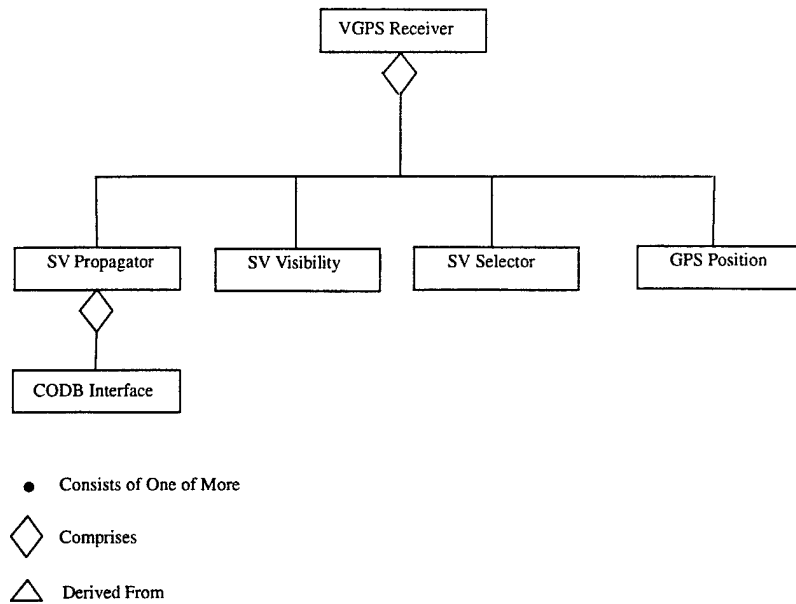 VGPS Receiver
SV Propagator
SV Visibility
SV Selector
GPS Position
CODB Interface
Consists of One of More
Comprises
Derived From